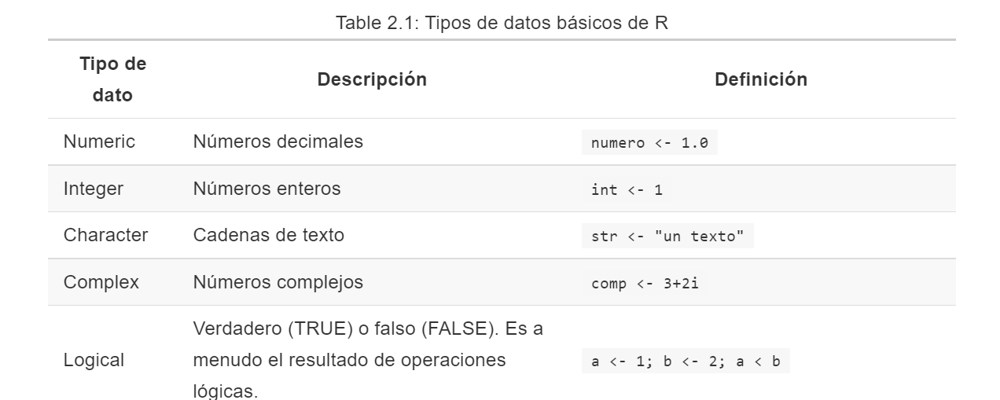 Table 2.1: Tipos de datos básicos de R
Tipo de
dato
Descripción
Definición
Numeric
Números decimales
numero <- 1.0
Integer
Números enteros
int <- 1
Character
Cadenas de texto
str <- "un texto"
Complex
Números complejos
comp <- 3+2i
Logical
Verdadero (TRUE) o falso (FALSE). Es a
menudo el resultado de operaciones
lógicas.
a <- 1; b <- 2; a < b